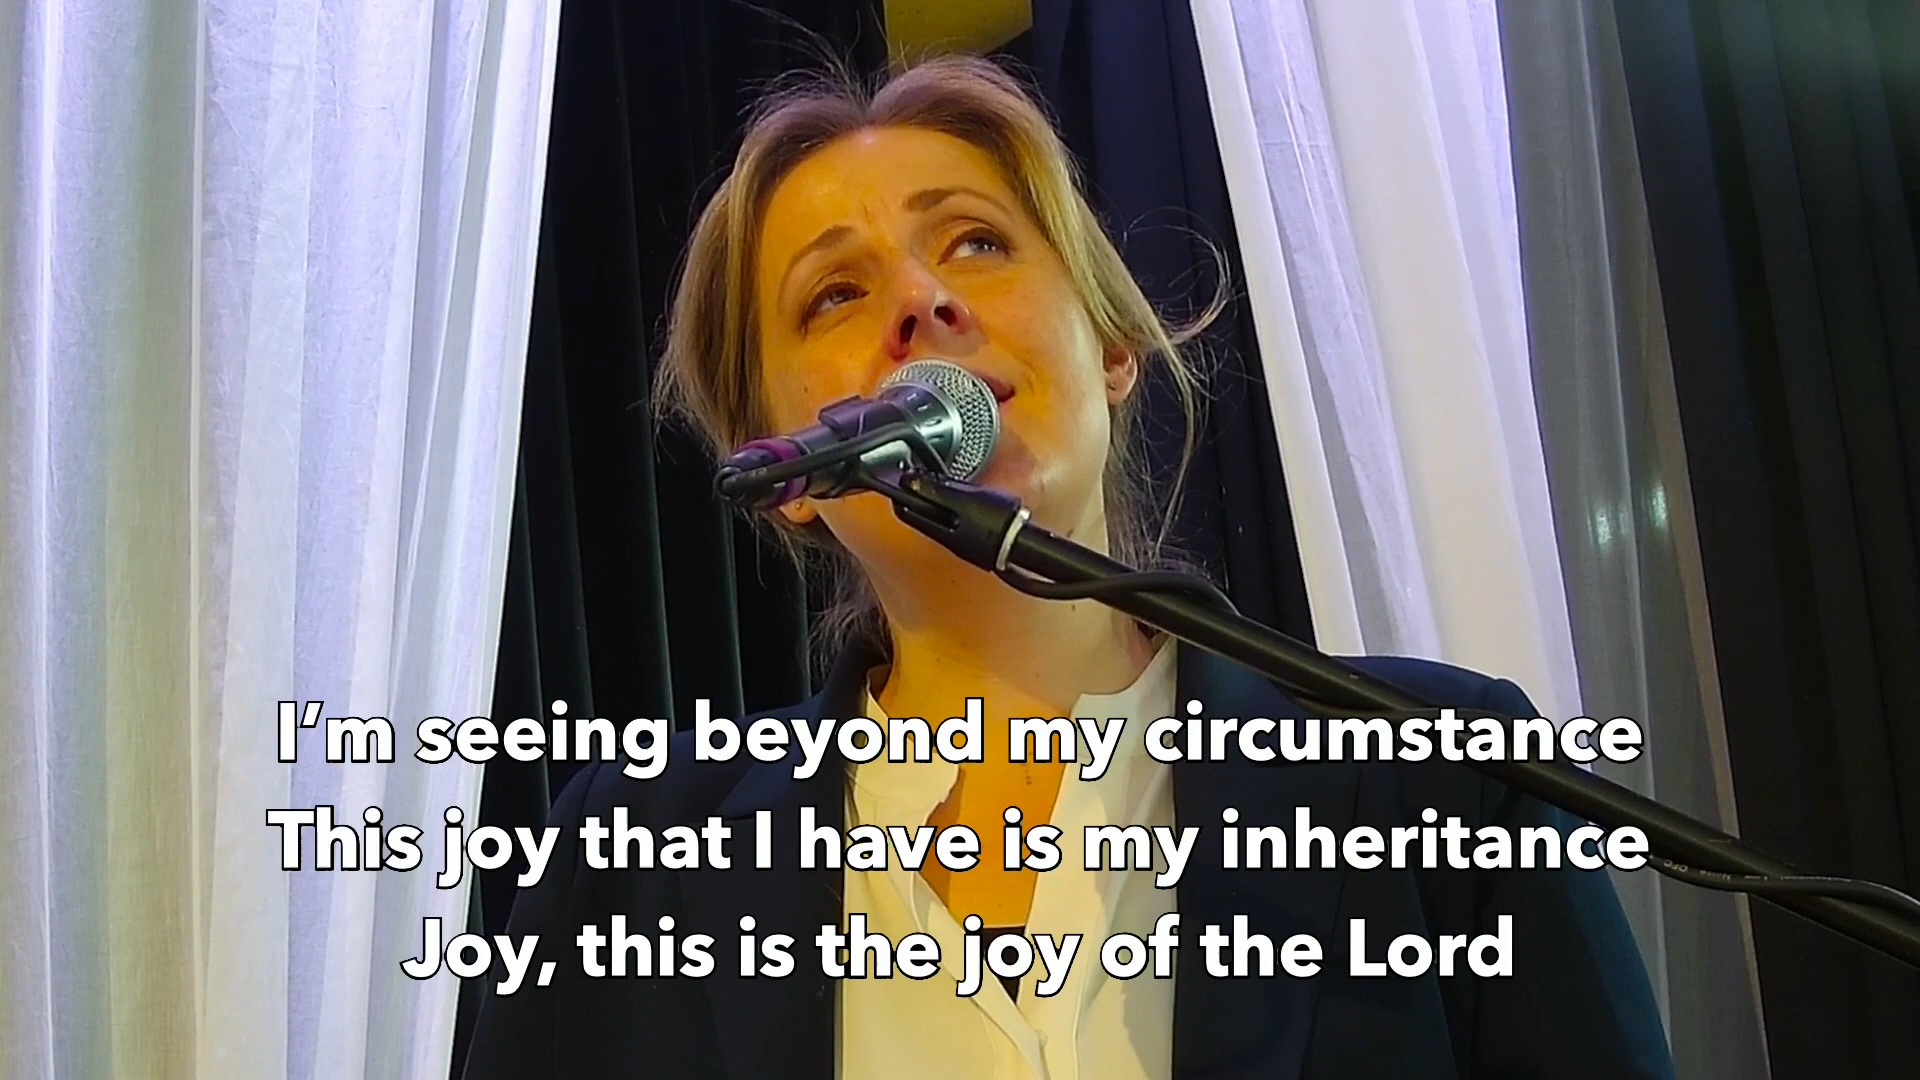 I’m seeing beyond my circumstance
This joy that I have is my inheritance
Joy, this is the joy of the Lord